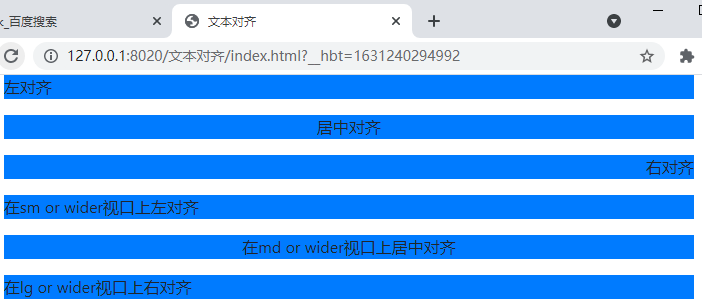 k_百度搜索
文本对齐
127.0.0.1:8020/文本对齐/index.html?__hbt=1631240294992
左对齐
居中对齐
右对齐
在sm or wider视口上左对齐
在md or wider视口上居中对齐
在lg or wider视口上右对齐